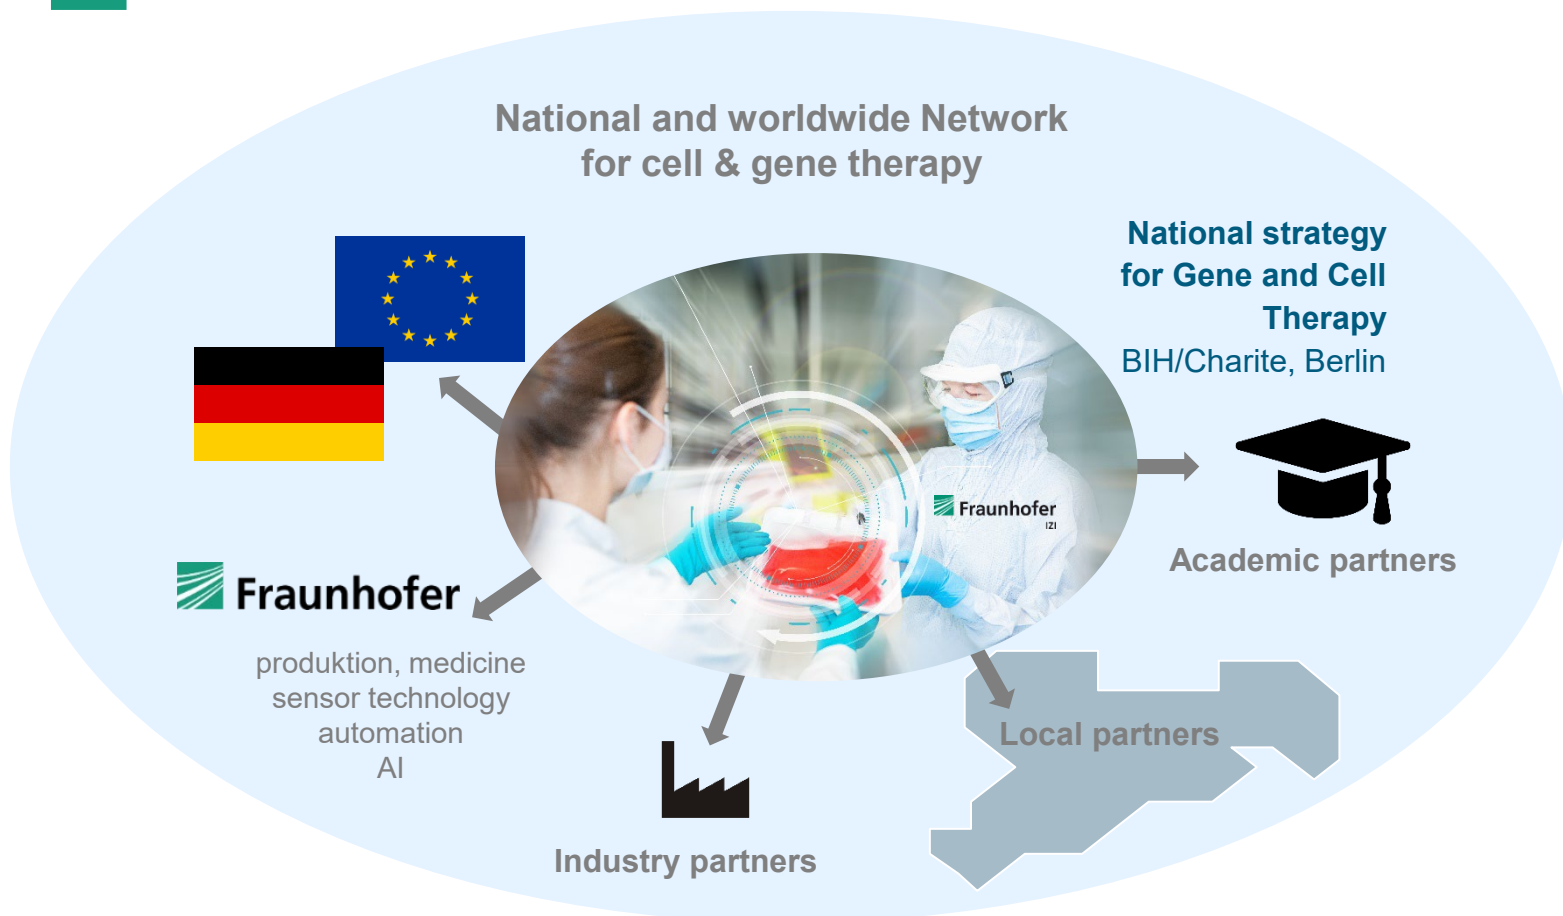 National and worldwide Network
for cell & gene therapy
National strategy
for Gene and Cell
Therapy
BIH/Charite, Berlin
Fraunhofer
IZI
Academic partners
Fraunhofer
produktion, medicine
sensor technology
automation
AI
Local partners
Industry partners